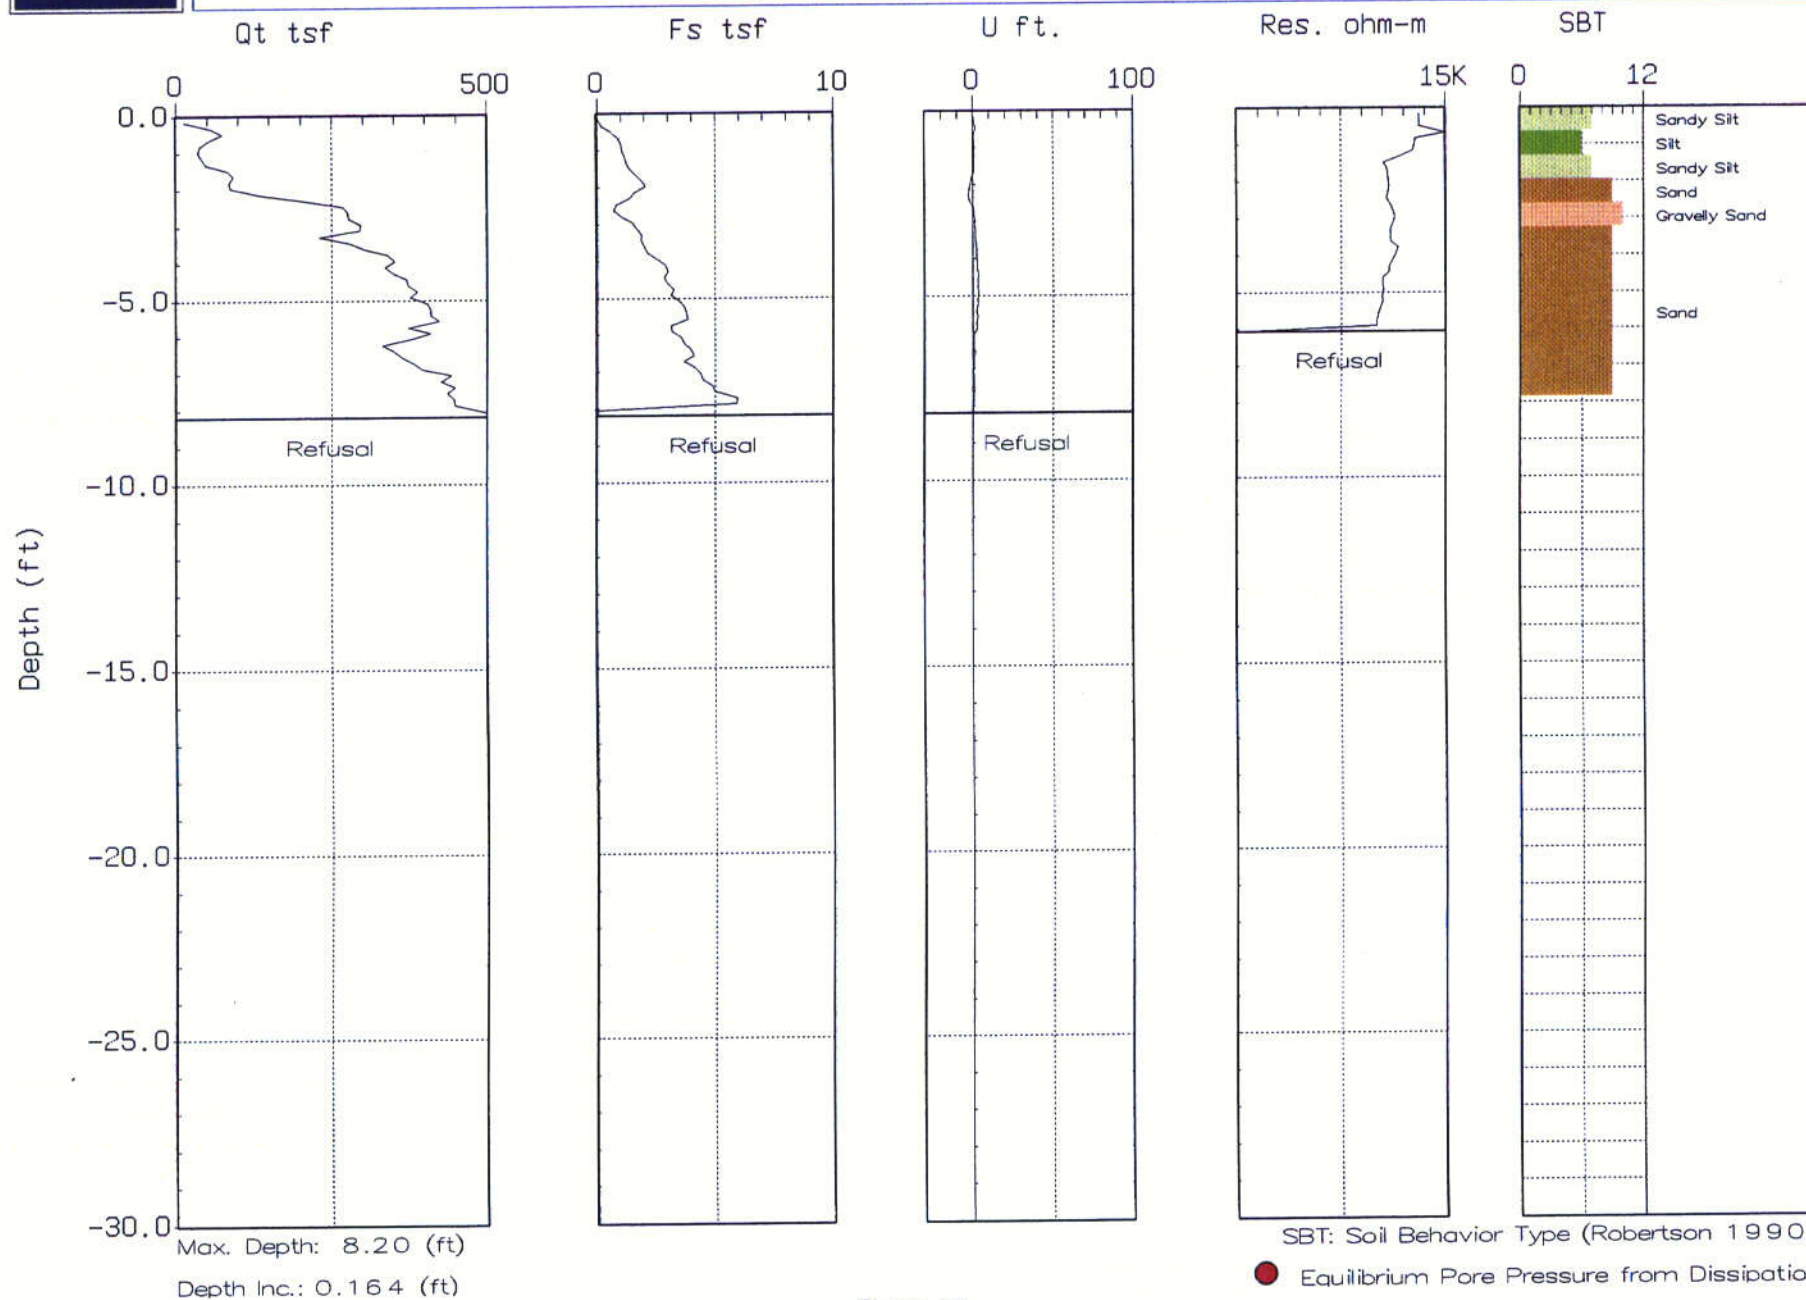 Qt tsf
Fs tsf
U ft.
Res. ohm-m
SBT
0 500
0 10
0 100
15K
0 12
0.0
-5.0
-10.0
-15.0
-20.0
-25.0
-30.0
Depth (ft)
Refusal
Refusal
Refusal
Refusal
Sandy Silt
Silt
Sandy Silt
Sand
Gravelly Sand
Sand
Max. Depth: 8.20 (ft)
Depth Inc.: 0.164 (ft)
SBT: Soil Behavior Type (Robertson 1990
Equilibrium Pore Pressure from Dissipatio